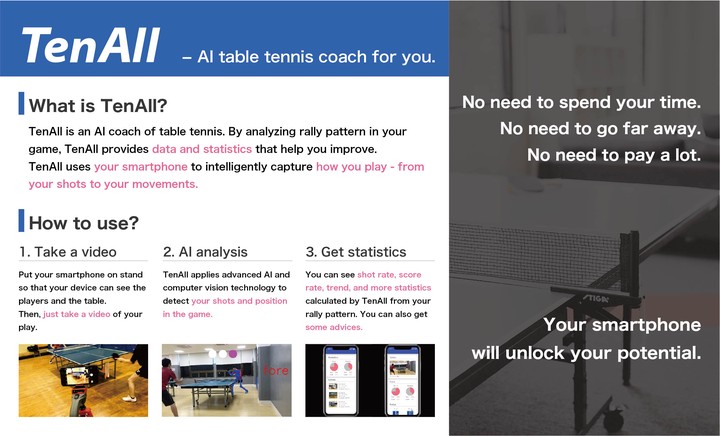 TenAll
– AI table tennis coach for you.
What is TenAll?
TenAll is an AI coach of table tennis. By analyzing rally pattern in your
game, TenAll provides data and statistics that help you improve.
TenAll uses your smartphone to intelligently capture how you play - from
your shots to your movements.
How to use?
1. Take a video
Put your smartphone on stand
so that your device can see the
players and the table.
Then, just take a video of your
play.
2. AI analysis
TenAll applies advanced AI and
computer vision technology to
detect your shots and position
in the game.
fore
3. Get statistics
You can see shot rate, score
rate, trend, and more statistics
calculated by TenAll from your
rally pattern. You can also get
some advices.
No need to spend your time.
No need to go far away.
No need to pay a lot.
STIGA
Your smartphone
will unlock your potential.